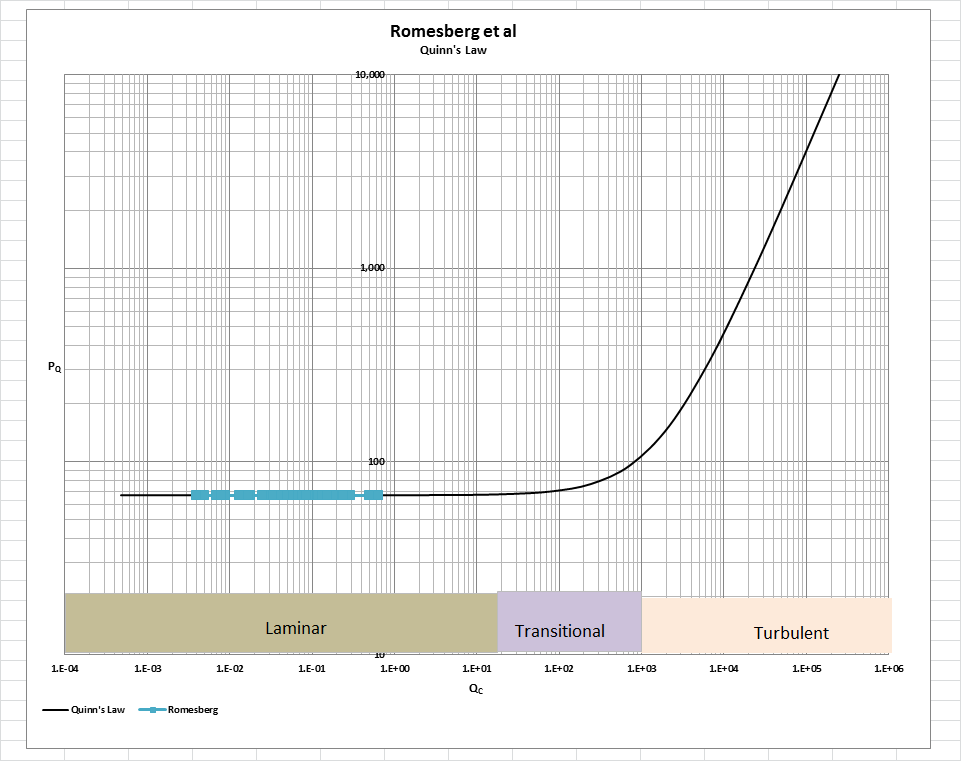 Romesberg et al
Quinn's Law
10,000
1,000
PQ
100
Laminar
Transitional
Turbulent
10
1.E-04 1.E-03 1.E-02 1.E-01 1.E+00 1.E+01 1.E+02 1.E+03 1.E+04 1.E+05 1.E+06
QC
Quinn's Law Romesberg